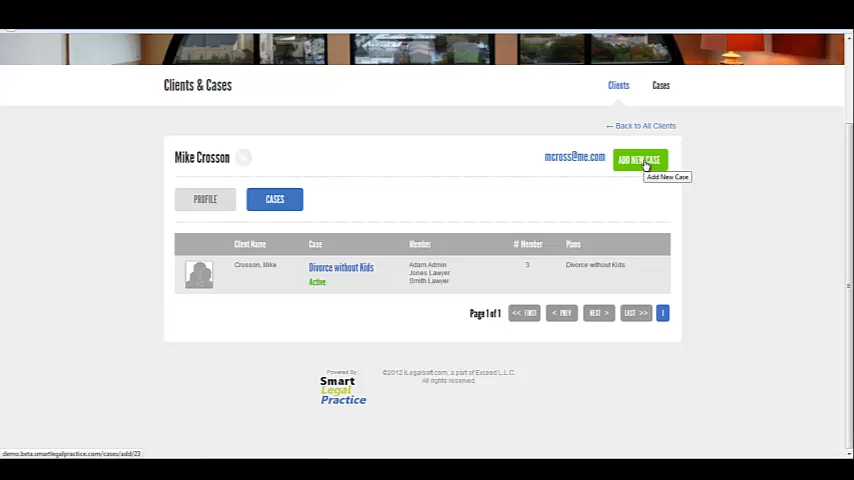 Clients & Cases
Clients
Cases
← Back to All Clients
Mike Crosson
mcross@me.com
ADD NEW CASE
Add New Case
PROFILE
CASES
Client Name
Case
Member
# Member
Plans
Crosson, Mike
Divorce without Kids
Active
Adam Admin
Jones Lawyer
Smith Lawyer
3
Divorce without Kids
Page 1 of 1
<< FIRST
< PREV
NEXT >
LAST >>
1
Powered By
Smart
Legal
Practice
©2012 iLegalsoft.com, a part of Exceed L.L.C.
All rights reserved.
demo.beta.smartlegalpractice.com/cases/add/23